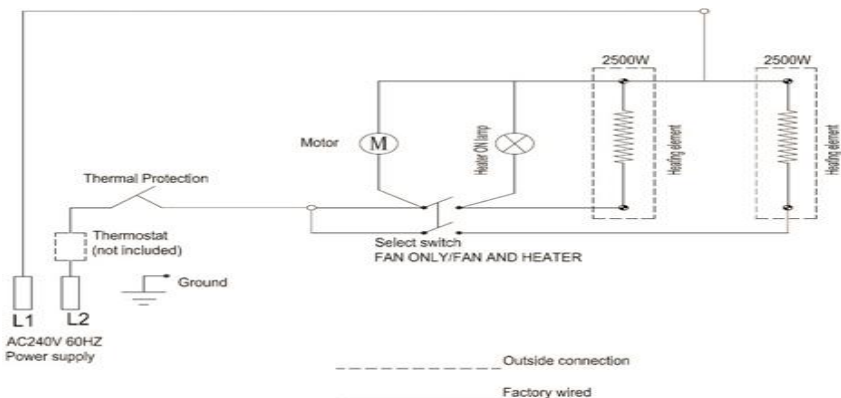 2500W
2500W
Motor
M
Heater ON lamp
Heating element
Heating element
Thermal Protection
Thermostat
(not included)
Select switch
FAN ONLY/FAN AND HEATER
Ground
L1
L2
AC240V 60HZ
Power supply
Outside connection
Factory wired